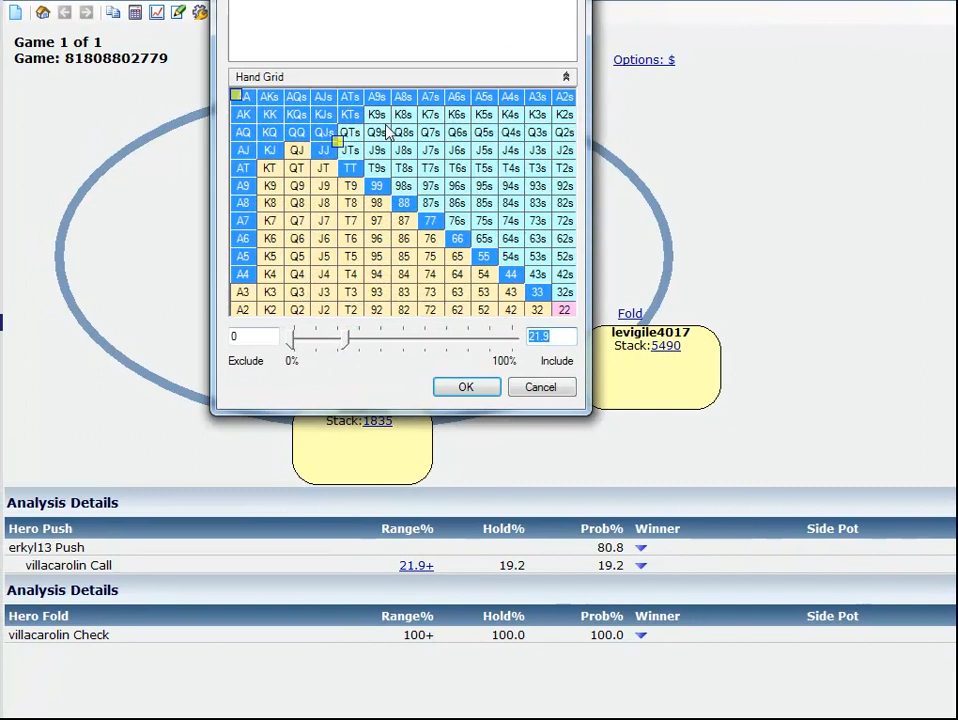 Game 1 of 1
Game: 81808802779
Options: $
Hand Grid
A AKs AQs AJs ATs A9s A8s A7s A6s A5s A4s A3s A2s
AK KK KQs KJs KTs K9s K8s K7s K6s K5s K4s K3s K2s
AQ KQ QQ QJs QTs Q9s Q8s Q7s Q6s Q5s Q4s Q3s Q2s
AJ KJ QJ JJ JTs J9s J8s J7s J6s J5s J4s J3s J2s
AT KT QT JT TT T9s T8s T7s T6s T5s T4s T3s T2s
A9 K9 Q9 J9 T9 99 98s 97s 96s 95s 94s 93s 92s
A8 K8 Q8 J8 T8 98 88 87s 86s 85s 84s 83s 82s
A7 K7 Q7 J7 T7 97 87 77 76s 75s 74s 73s 72s
A6 K6 Q6 J6 T6 96 86 76 66 65s 64s 63s 62s
A5 K5 Q5 J5 T5 95 85 75 65 55 54s 53s 52s
A4 K4 Q4 J4 T4 94 84 74 64 54 44 43s 42s
A3 K3 Q3 J3 T3 93 83 73 63 53 43 33 32s
A2 K2 Q2 J2 T2 92 82 72 62 52 42 32 22
0 21.9
Exclude 0% 100% Include
OK Cancel
Fold
levigile4017
Stack:5490
Stack:1835
Analysis Details
Hero Push Range% Hold% Prob% Winner Side Pot
erkyl13 Push 80.8
villacarolin Call 21.9+ 19.2 19.2
Analysis Details
Hero Fold Range% Hold% Prob% Winner Side Pot
villacarolin Check 100+ 100.0 100.0